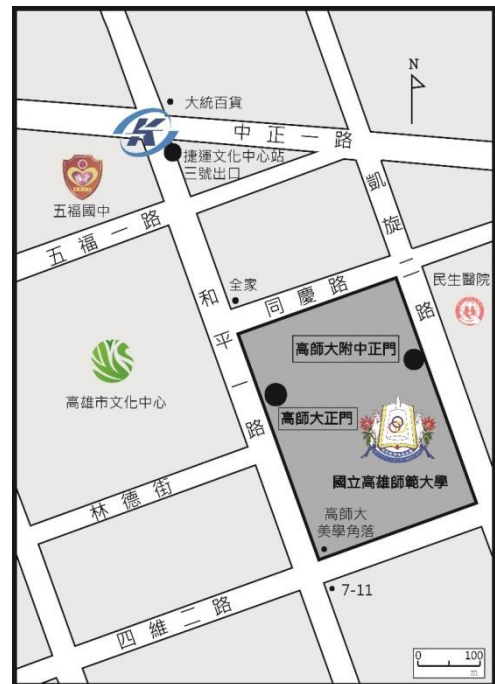 N
大統百貨
中正一路
捷運文化中心站
三號出口
五福國中
五福一路
凱旋二路
民生醫院
全家
同慶路
和平一路
高師大附中正門
高雄市文化中心
高師大正門
國立高雄師範大學
林德街
高師大
美學角落
7-11
四維二路
0 100
m